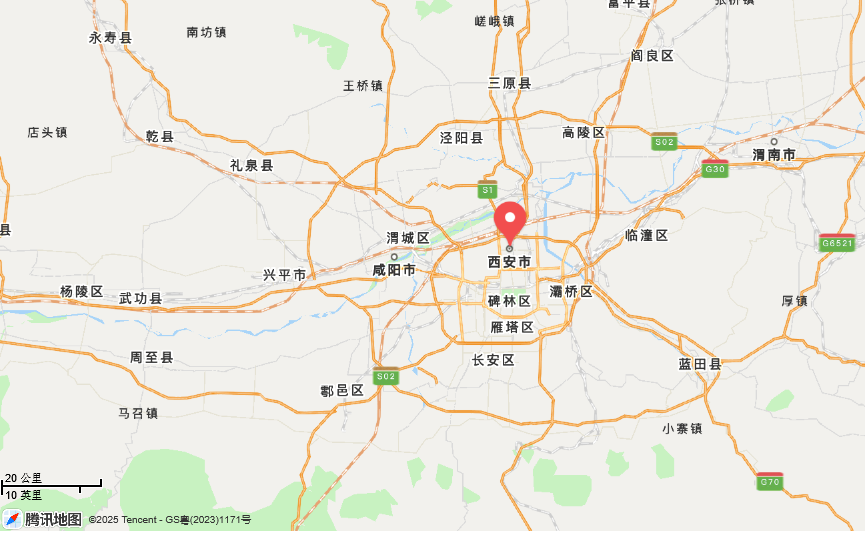 富平县
嵯峨镇
南坊镇
永寿县
阎良区
王桥镇
三原县
店头镇
乾县
泾阳县
高陵区
S02
渭南市
礼泉县
G30
S1
县
渭城区
临潼区
G6521
咸阳市
西安市
兴平市
杨陵区
武功县
碑林区
灞桥区
厚镇
雁塔区
周至县
长安区
蓝田县
S02
鄠邑区
马召镇
小寨镇
20 公里
G70
10 英里
腾讯地图
©2025 Tencent - GS粤(2023)1171号